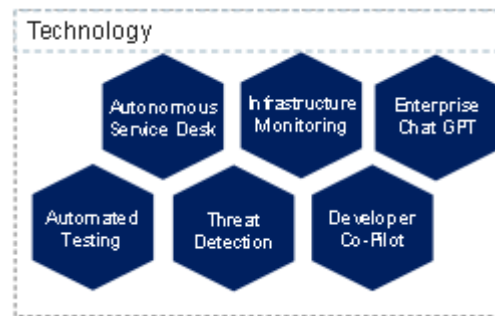 Technology
Autonomous
Service Desk
Infrastructure
Monitoring
Enterprise
Chat GPT
Automated
Testing
Threat
Detection
Developer
Co-Pilot